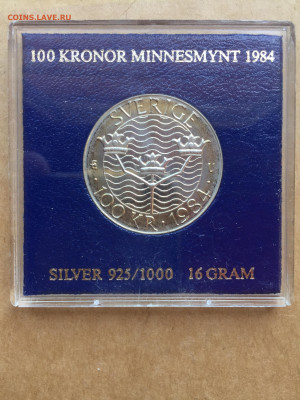 COINS.LAVE.RU
100 KRONOR MINNESMYNT 1984
SVERIGE
100 KR · 1984
SILVER 925/1000 16 GRAM